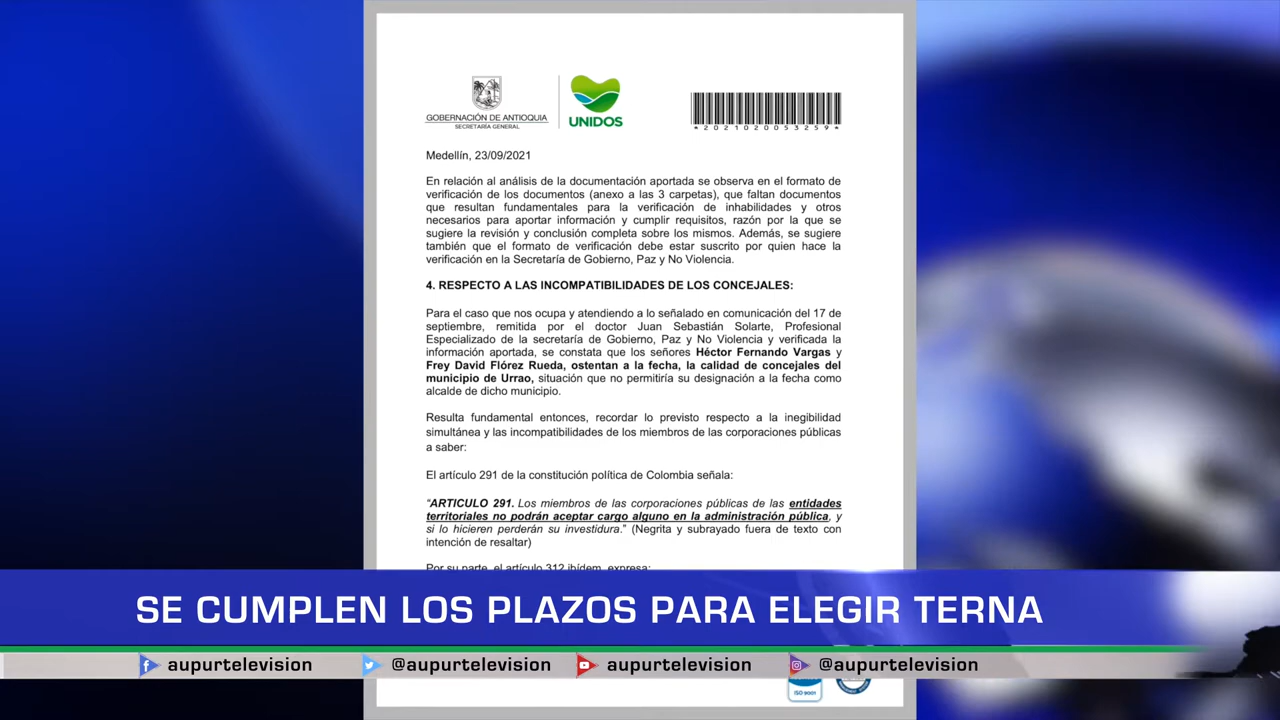 GOBERNACIÓN DE ANTIOQUIA
SECRETARÍA GENERAL
UNIDOS
*2021020053259*
Medellín, 23/09/2021
En relación al análisis de la documentación aportada se observa en el formato de
verificación de los documentos (anexo a las 3 carpetas), que faltan documentos
que resultan fundamentales para la verificación de inhabilidades y otros
necesarios para aportar información y cumplir requisitos, razón por la que se
sugiere la revisión y conclusión completa sobre los mismos. Además, se sugiere
también que el formato de verificación debe estar suscrito por quien hace la
verificación en la Secretaría de Gobierno, Paz y No Violencia.
4. RESPECTO A LAS INCOMPATIBILIDADES DE LOS CONCEJALES:
Para el caso que nos ocupa y atendiendo a lo señalado en comunicación del 17 de
septiembre, remitida por el doctor Juan Sebastián Solarte, Profesional
Especializado de la secretaría de Gobierno, Paz y No Violencia y verificada la
información aportada, se constata que los señores Héctor Fernando Vargas y
Frey David Flórez Rueda, ostentan a la fecha, la calidad de concejales del
municipio de Urrao, situación que no permitiría su designación a la fecha como
alcalde de dicho municipio.
Resulta fundamental entonces, recordar lo previsto respecto a la inegibilidad
simultánea y las incompatibilidades de los miembros de las corporaciones públicas
a saber:
El artículo 291 de la constitución política de Colombia señala:
“ARTICULO 291. Los miembros de las corporaciones públicas de las entidades
territoriales no podrán aceptar cargo alguno en la administración pública, y
si lo hicieren perderán su investidura.” (Negrita y subrayado fuera de texto con
intención de resaltar)
Por su parte, el artículo 312 ibídem, expresa:
SE CUMPLEN LOS PLAZOS PARA ELEGIR TERNA
aupurtelevision @aupurtelevision aupurtelevision @aupurtelevision
ISO 9001